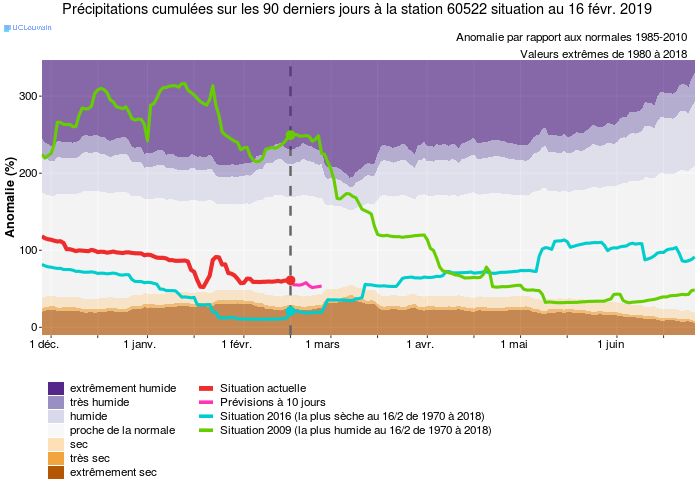 Précipitations cumulées sur les 90 derniers jours à la station 60522 situation au 16 févr. 2019
UCLouvain
Anomalie par rapport aux normales 1985-2010
Valeurs extrêmes de 1980 à 2018
Anomalie (%)
300
200
100
0
1 déc. 1 janv. 1 févr. 1 mars 1 avr. 1 mai 1 juin
extrêmement humide
très humide
humide
proche de la normale
sec
très sec
extrêmement sec
Situation actuelle
Prévisions à 10 jours
Situation 2016 (la plus sèche au 16/2 de 1970 à 2018)
Situation 2009 (la plus humide au 16/2 de 1970 à 2018)